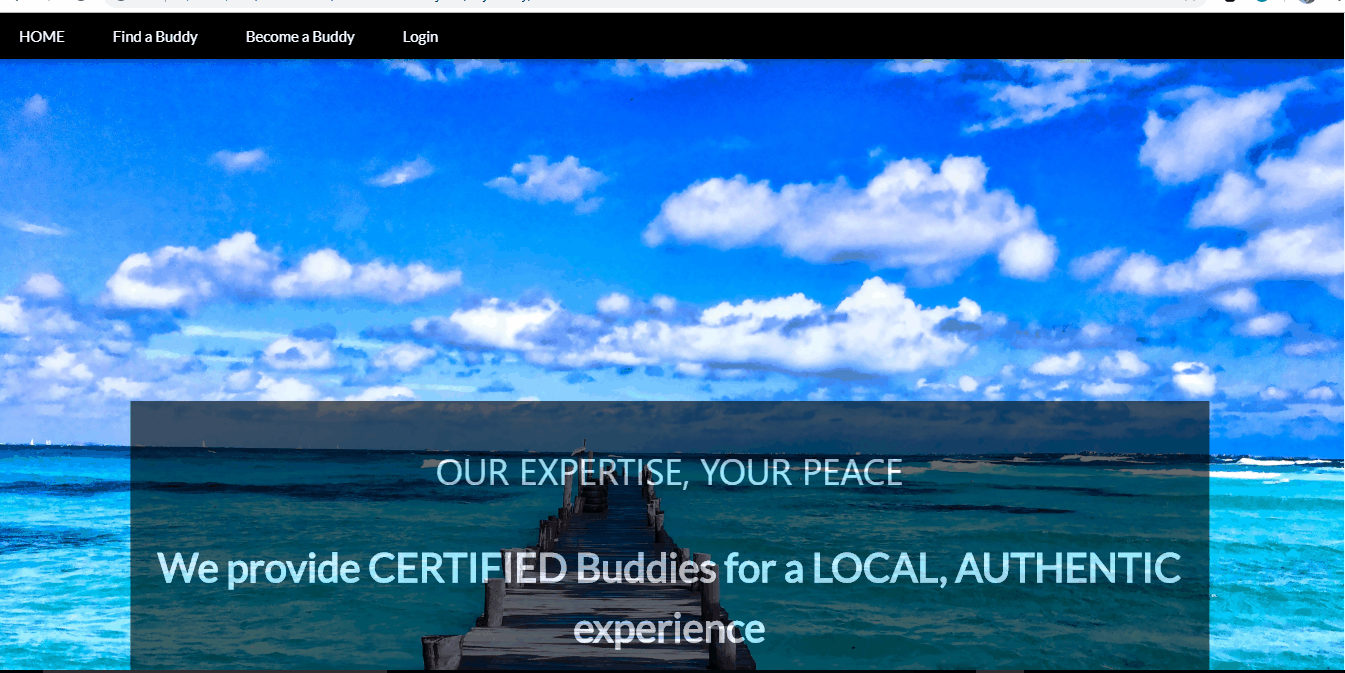 HOME
Find a Buddy
Become a Buddy
Login
OUR EXPERTISE, YOUR PEACE
We provide CERTIFIED Buddies for a LOCAL, AUTHENTIC
experience